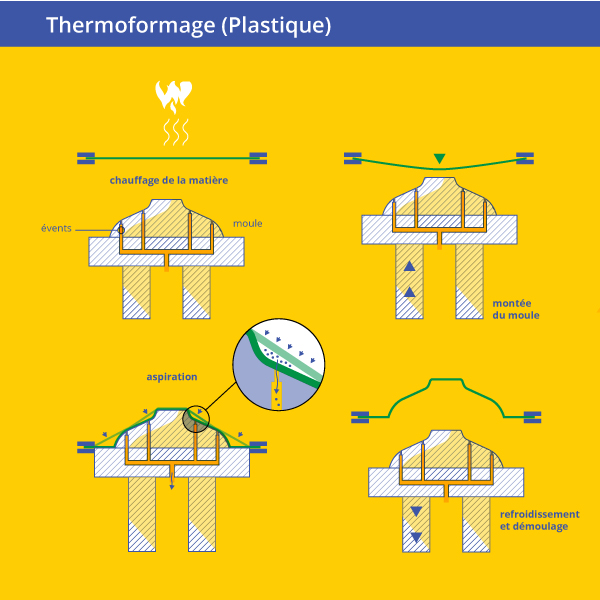 Thermoformage (Plastique)
chauffage de la matière
évents
moule
montée
du moule
aspiration
refroidissement
et démoulage